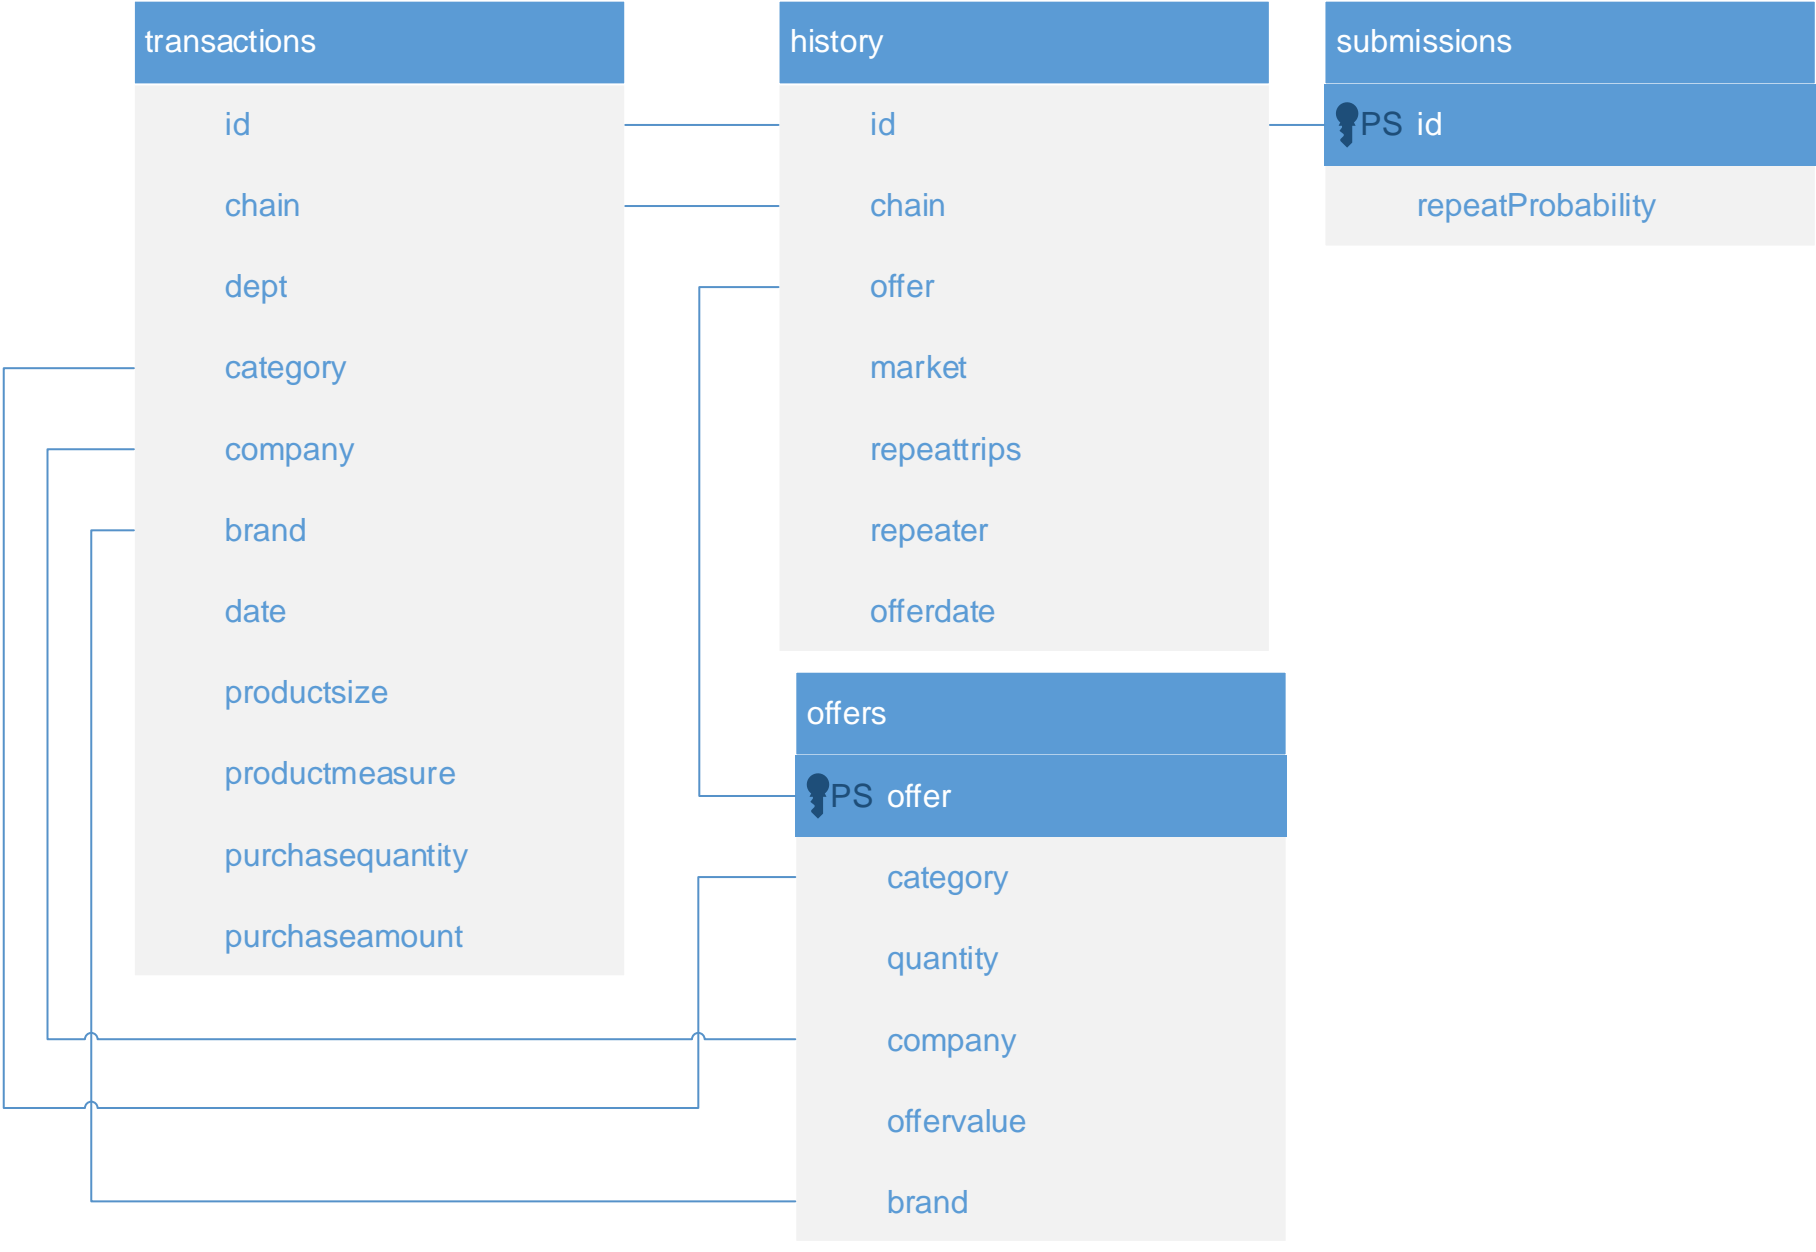 transactions
id
chain
dept
category
company
brand
date
productsize
productmeasure
purchasequantity
purchaseamount
history
id
chain
offer
market
repeattrips
repeater
offerdate
submissions
PS id
repeatProbability
offers
PS offer
category
quantity
company
offervalue
brand